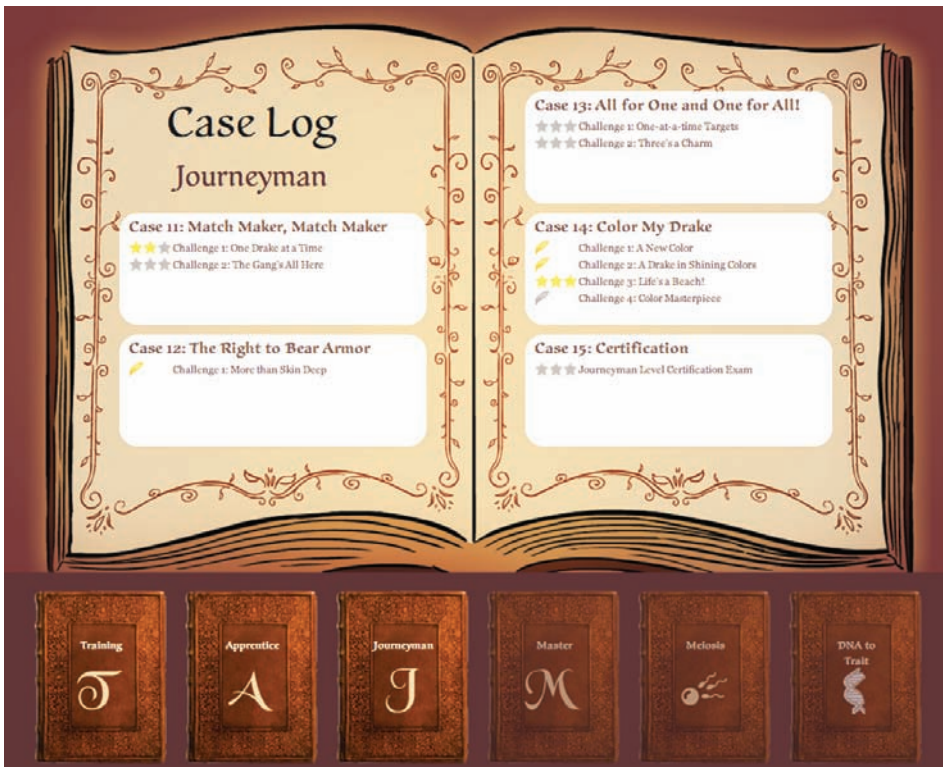 Case Log
Journeyman
Case 11: Match Maker, Match Maker
Challenge 1: One Drake at a Time
Challenge 2: The Gang's All Here
Case 12: The Right to Bear Armor
Challenge 1: More than Skin Deep
Case 13: All for One and One for All!
Challenge 1: One-at-a-time Targets
Challenge 2: Three's a Charm
Case 14: Color My Drake
Challenge 1: A New Color
Challenge 2: A Drake in Shining Colors
Challenge 3: Life's a Beach!
Challenge 4: Color Masterpiece
Case 15: Certification
Journeyman Level Certification Exam
Training
T
Apprentice
A
Journeyman
J
Master
M
Meiosis
DNA to
Trait